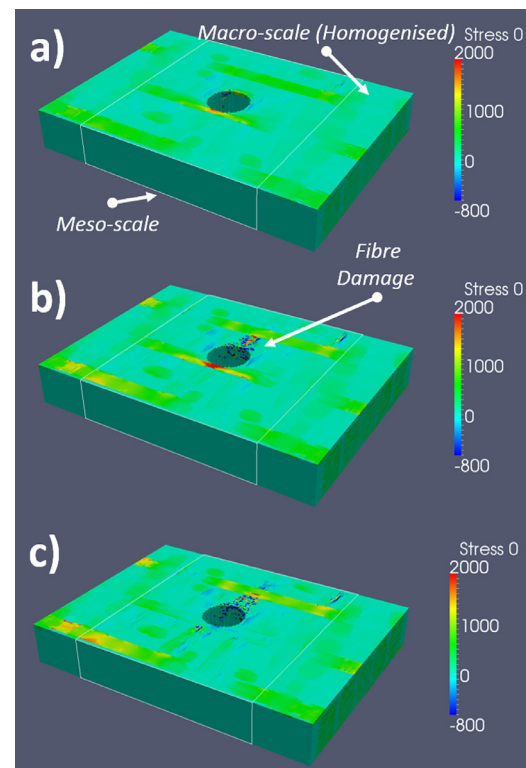 a)
Macro-scale (Homogenised)
Stress 0
2000
1000
0
-800
Meso-scale
Fibre
Damage
b)
Stress 0
2000
1000
0
-800
c)
Stress 0
2000
1000
0
-800